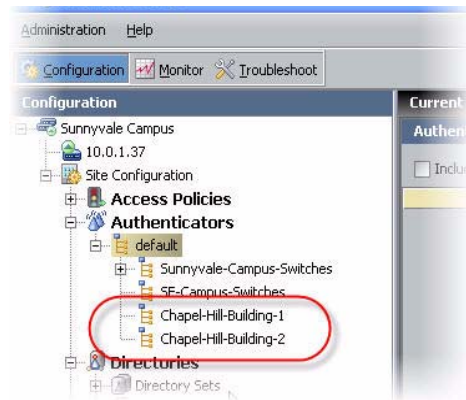 Administration Help
Configuration Monitor Troubleshoot
Configuration
Current
Sunnyvale Campus
Authen
10.0.1.37
Inclu
Site Configuration
Access Policies
Authenticators
default
Sunnyvale-Campus-Switches
SE-Campus-Switches
Chapel-Hill-Building-1
Chapel-Hill-Building-2
Directories
Directory Sets